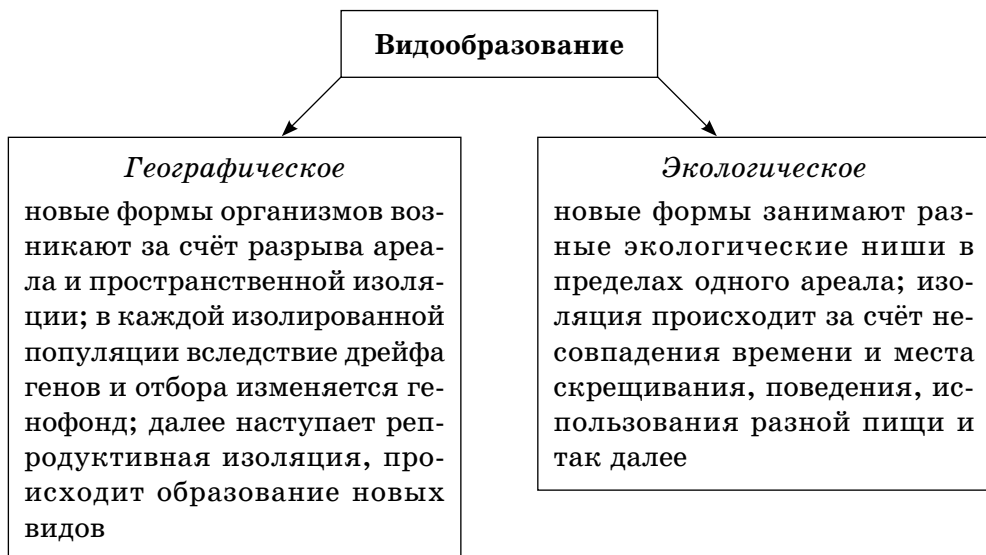 Видообразование
Географическое
новые формы организмов воз-
никают за счёт разрыва ареа-
ла и пространственной изоля-
ции; в каждой изолированной
популяции вследствие дрейфа
генов и отбора изменяется ге-
нофонд; далее наступает реп-
родуктивная изоляция, про-
исходит образование новых
видов
Экологическое
новые формы занимают раз-
ные экологические ниши в
пределах одного ареала; изо-
ляция происходит за счёт не-
совпадения времени и места
скрещивания, поведения, ис-
пользования разной пищи и
так далее